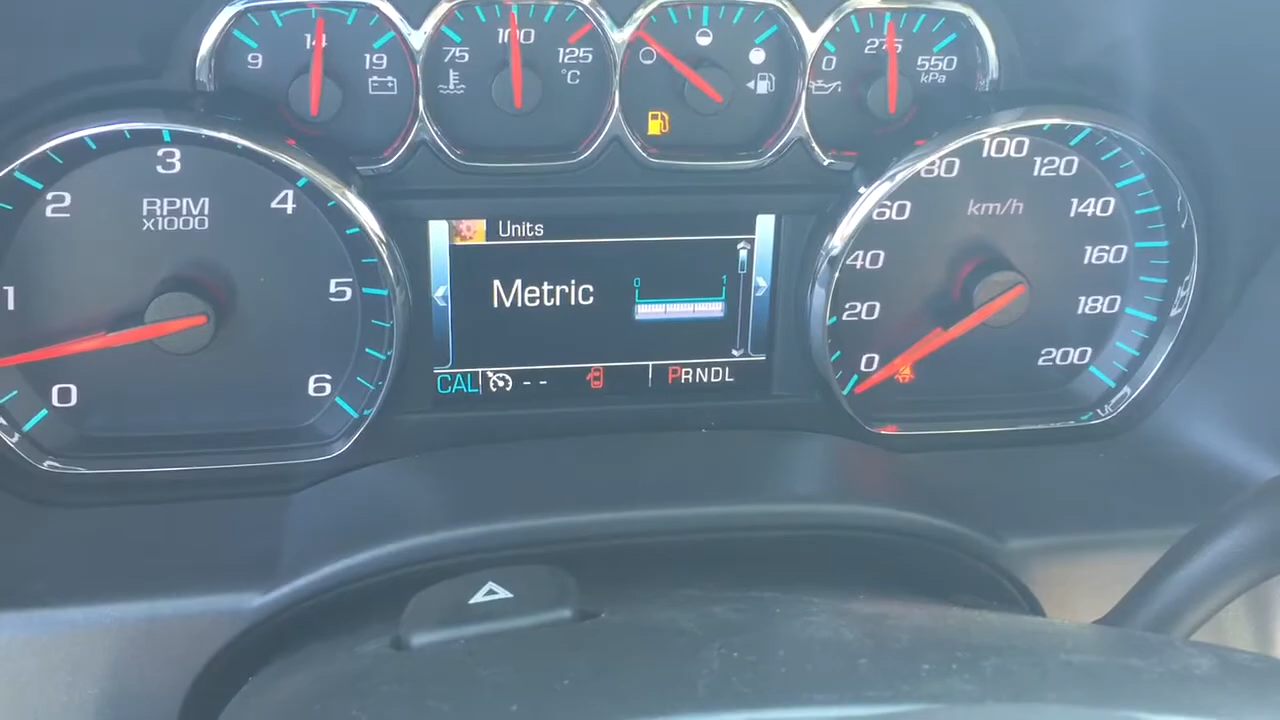 9 14 19
75 100 125
°C
0 275 550
kPa
1 2 3 4 5 6 0
RPM
x1000
Units
Metric
0 1
CAL -- PRNDL
0 20 40 60 80 100 120 140 160 180 200
km/h